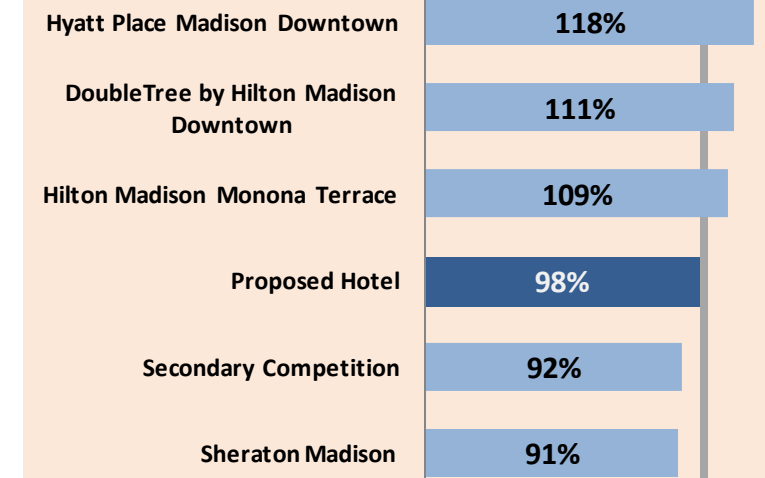 Hyatt Place Madison Downtown 118%
DoubleTree by Hilton Madison
Downtown 111%
Hilton Madison Monona Terrace 109%
Proposed Hotel 98%
Secondary Competition 92%
Sheraton Madison 91%